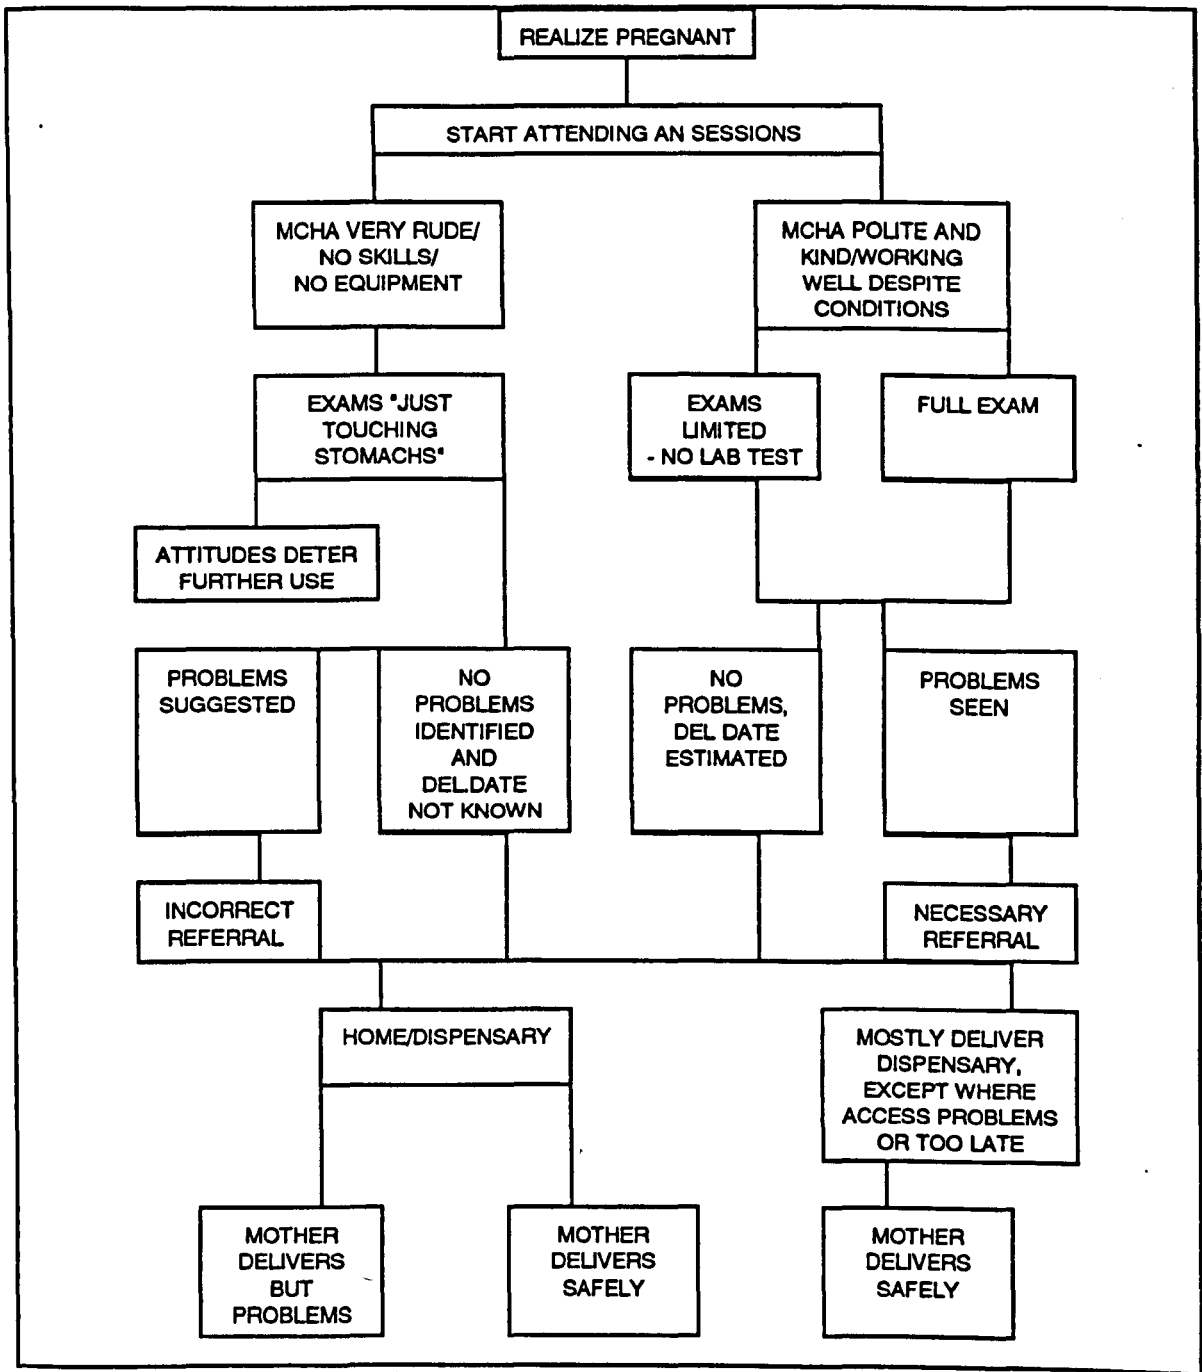 REALIZE PREGNANT
START ATTENDING AN SESSIONS
MCHA VERY RUDE/
NO SKILLS/
NO EQUIPMENT
MCHA POLITE AND
KIND/WORKING
WELL DESPITE
CONDITIONS
EXAMS "JUST
TOUCHING
STOMACHS"
EXAMS
LIMITED
- NO LAB TEST
FULL EXAM
ATTITUDES DETER
FURTHER USE
PROBLEMS
SUGGESTED
NO
PROBLEMS
IDENTIFIED
AND
DEL.DATE
NOT KNOWN
NO
PROBLEMS,
DEL DATE
ESTIMATED
PROBLEMS
SEEN
INCORRECT
REFERRAL
NECESSARY
REFERRAL
HOME/DISPENSARY
MOSTLY DELIVER
DISPENSARY,
EXCEPT WHERE
ACCESS PROBLEMS
OR TOO LATE
MOTHER
DELIVERS
BUT
PROBLEMS
MOTHER
DELIVERS
SAFELY
MOTHER
DELIVERS
SAFELY